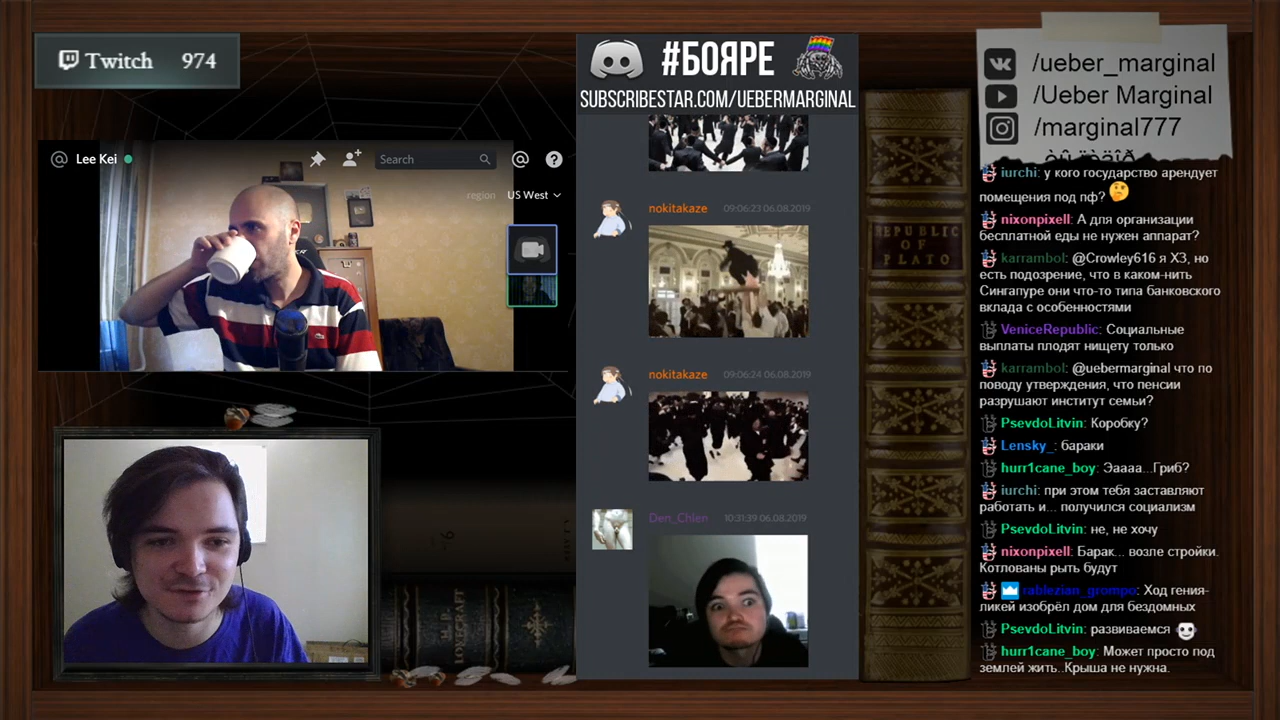 Twitch 974
Lee Kei
Search
region US West
#БОЯРЕ
SUBSCRIBESTAR.COM/UEBERMARGINAL
nokitakaze 09:06:23 06.08.2019
nokitakaze 09:06:24 06.08.2019
Den_Chlen 10:31:39 06.08.2019
H. P. LOVECRAFT
REPUBLIC
OF
PLATO
/ueber_marginal
/Ueber Marginal
/marginal777
iurchi: у кого государство арендует
помещения под пф?
nixonpixell: А для организации
бесплатной еды не нужен аппарат?
karrambol: @Crowley616 я ХЗ, но
есть подозрение, что в каком-нить
Сингапуре они что-то типа банковского
вклада с особенностями
VeniceRepublic: Социальные
выплаты плодят нищету только
karrambol: @uebermarginal что по
поводу утверждения, что пенсии
разрушают институт семьи?
PsevdoLitvin: Коробку?
Lensky_: бараки
hurr1cane_boy: Эаааа...Гриб?
iurchi: при этом тебя заставляют
работать и... получился социализм
PsevdoLitvin: не, не хочу
nixonpixell: Барак... возле стройки.
Котлованы рыть будут
rablezian_grompo: Ход гения-
ликей изобрёл дом для бездомных
PsevdoLitvin: развиваемся
hurr1cane_boy: Может просто под
землей жить..Крыша не нужна.